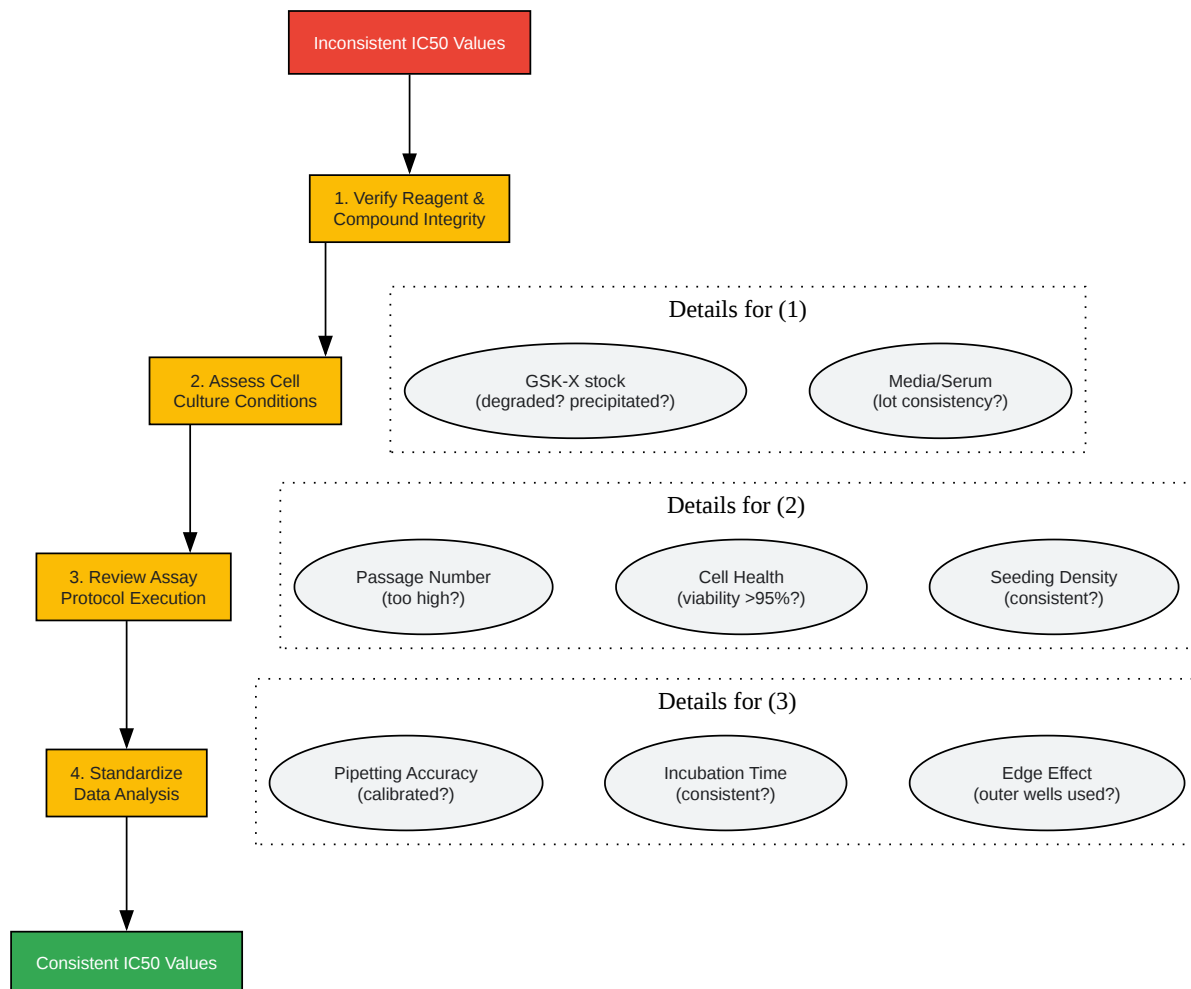 Inconsistent IC50 Values
1. Verify Reagent &
Compound Integrity
Details for (1)
2. Assess Cell
Culture Conditions
GSK-X stock
(degraded? precipitated?)
Media/Serum
(lot consistency?)
Details for (2)
3. Review Assay
Protocol Execution
Passage Number
(too high?)
Cell Health
(viability >95%?)
Seeding Density
(consistent?)
Details for (3)
4. Standardize
Data Analysis
Pipetting Accuracy
(calibrated?)
Incubation Time
(consistent?)
Edge Effect
(outer wells used?)
Consistent IC50 Values